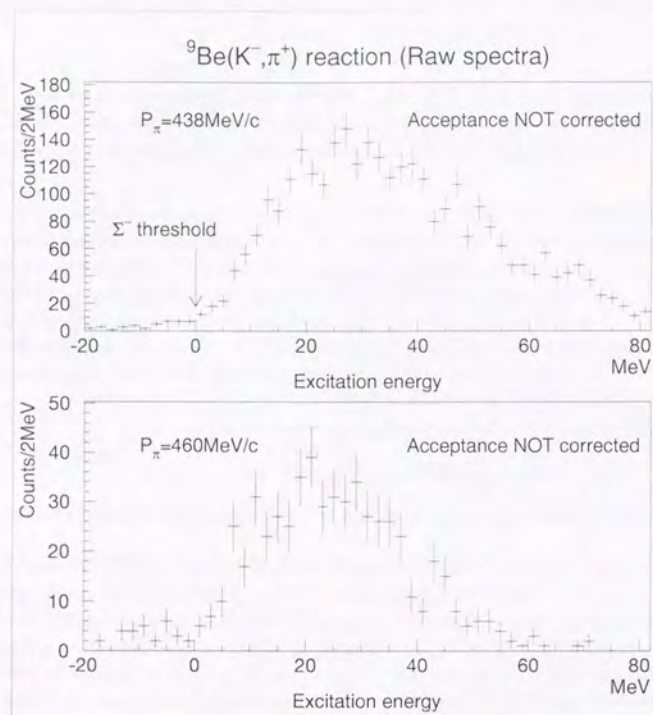 ⁹Be(K⁻,π⁺) reaction (Raw spectra)
Counts/2MeV
180
160
140
120
100
80
60
40
20
0
P_π=438MeV/c
Acceptance NOT corrected
Σ⁻ threshold
-20 0 20 40 60 80
MeV
Excitation energy
Counts/2MeV
50
40
30
20
10
0
P_π=460MeV/c
Acceptance NOT corrected
-20 0 20 40 60 80
MeV
Excitation energy